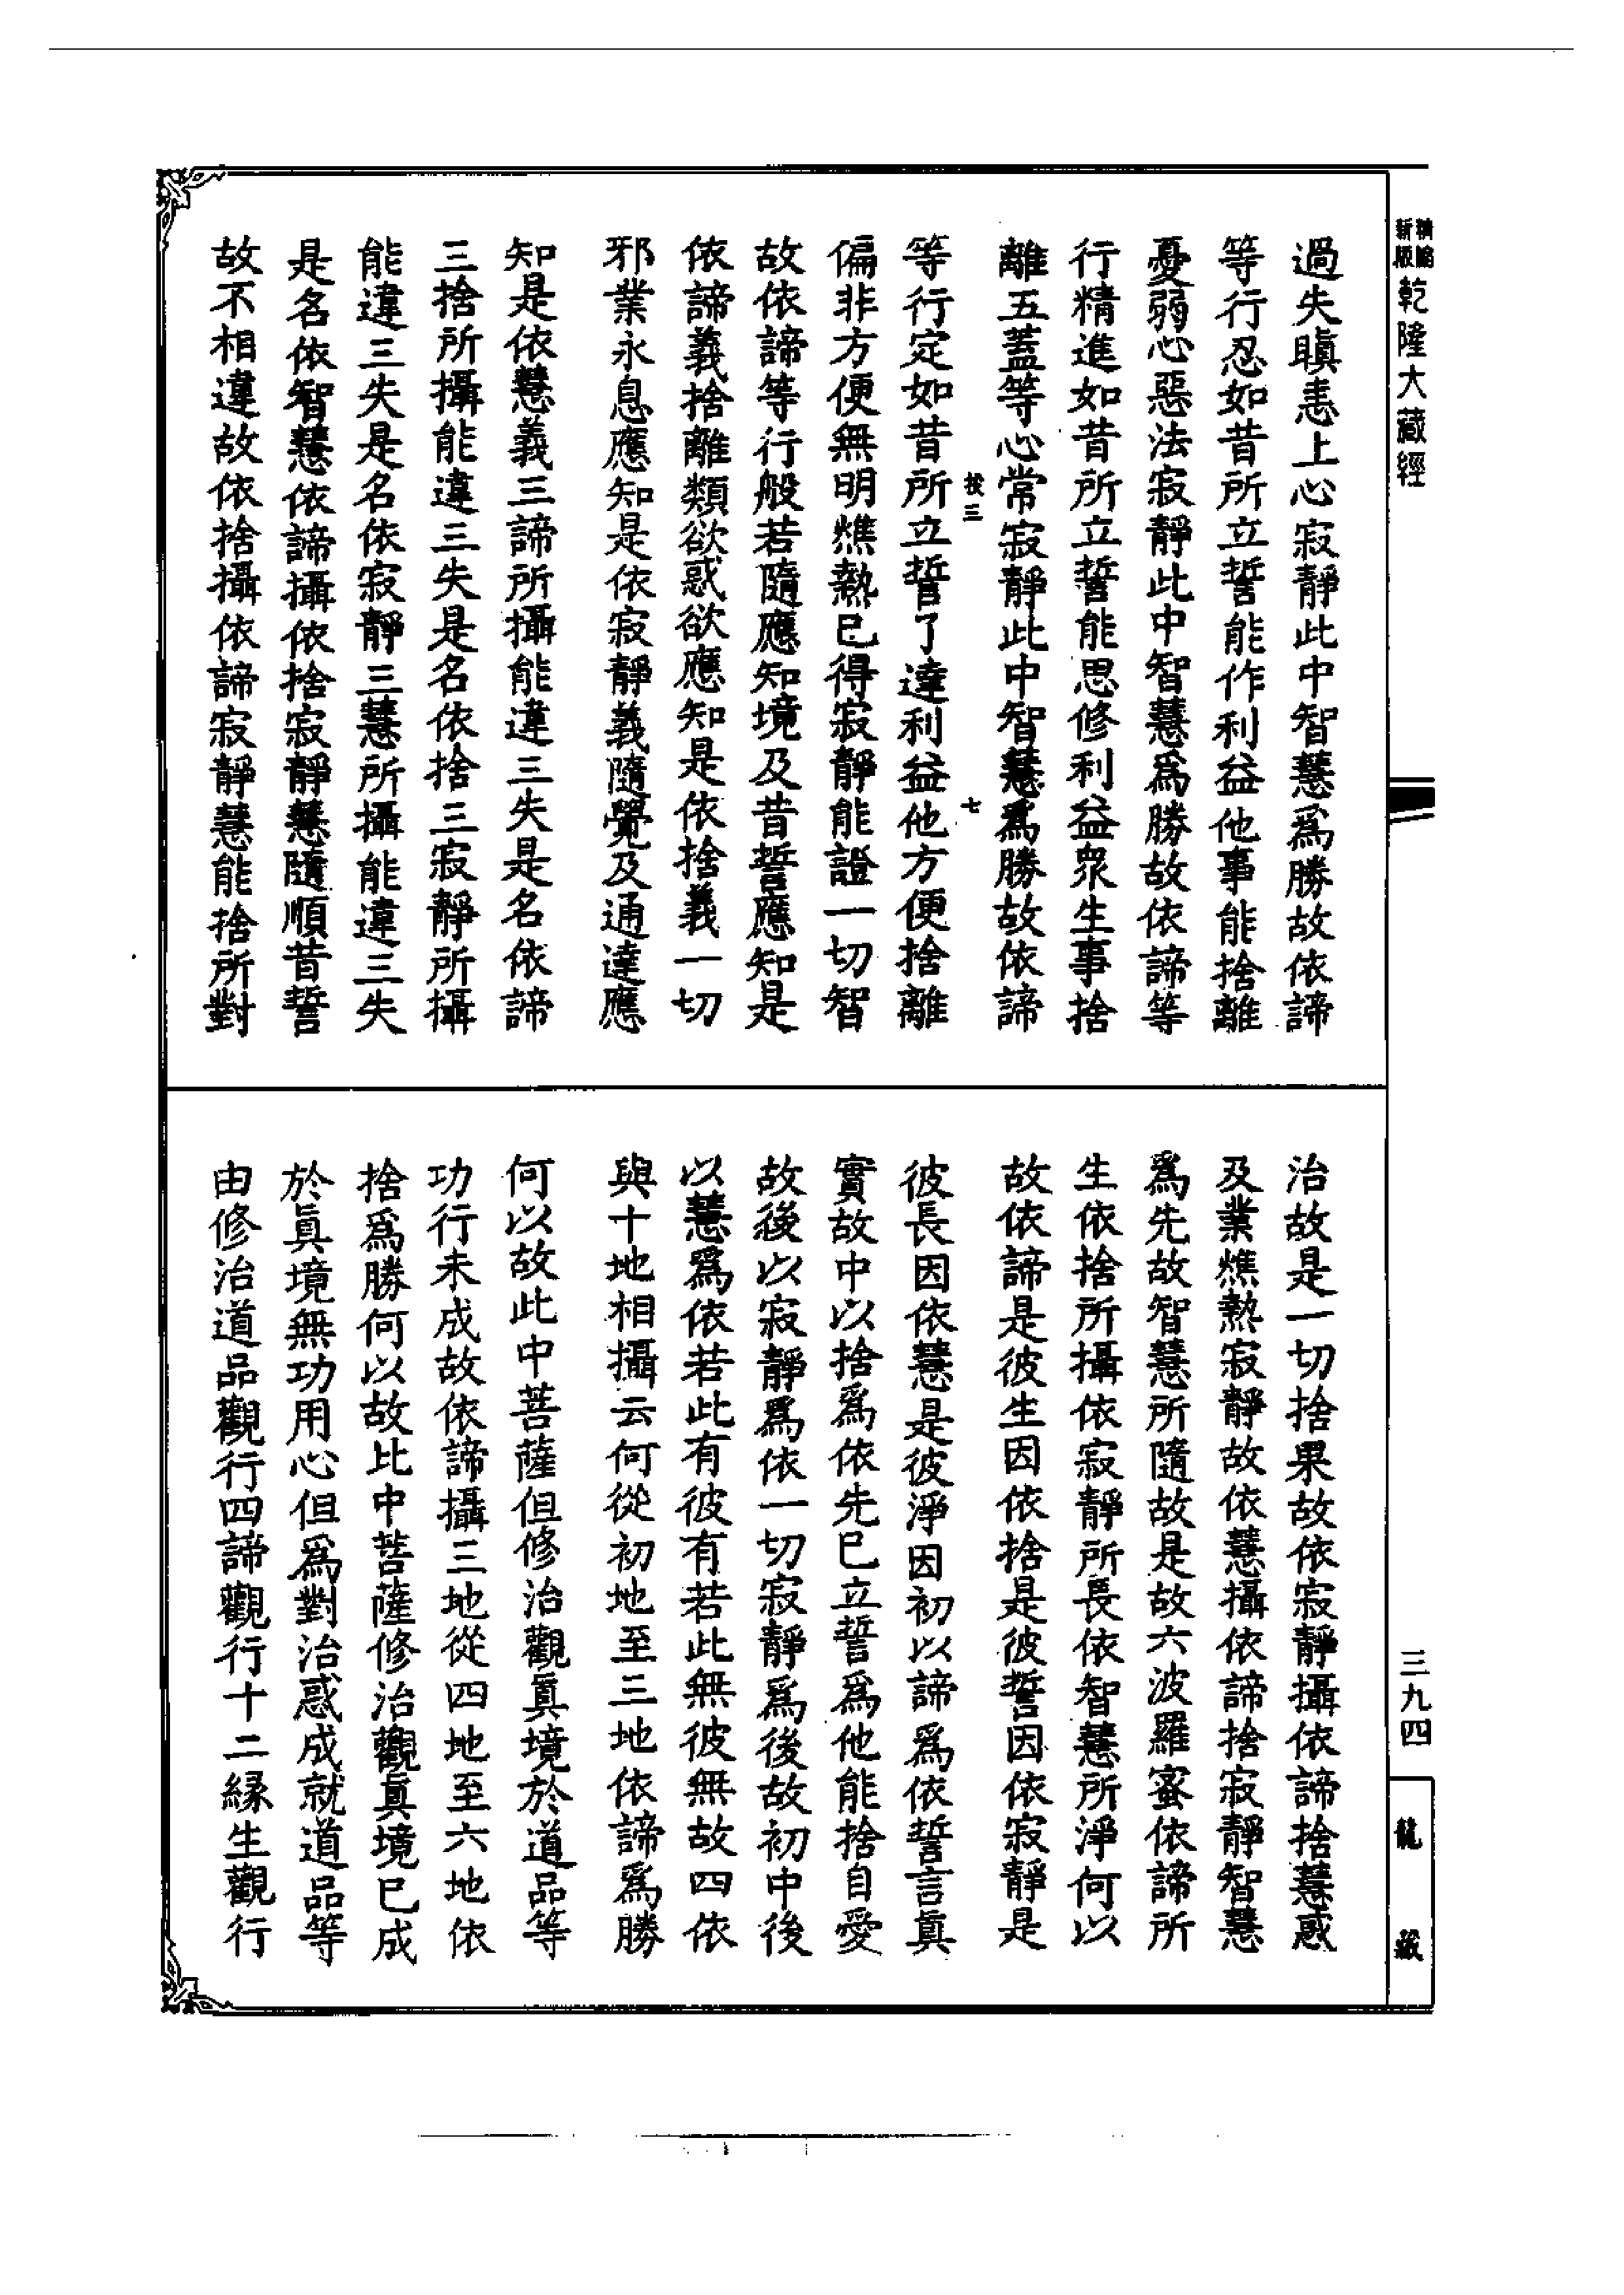 精縮
新版
乾隆大藏經
過失瞋恚上心寂靜此中智慧爲勝故依諦
等行忍如昔所立誓能作利益他事能捨離
憂弱心惡法寂靜此中智慧爲勝故依諦等
行精進如昔所立誓能思修利益眾生事捨
離五蓋等心常寂靜此中智慧爲勝故依諦
投三
七
等行定如昔所立誓了達利益他方便捨離
偏非方便無明燋熱已得寂靜能證一切智
故依諦等行般若隨應知境及昔誓應知是
依諦義捨離類欲惑欲應知是依捨義一切
邪業永息應知是依寂靜義隨覺及通達應
知是依慧義三諦所攝能違三失是名依諦
三捨所攝能違三失是名依捨三寂靜所攝
能違三失是名依寂靜三慧所攝能違三失
是名依智慧依諦攝依捨寂靜慧隨順昔誓
故不相違故依捨攝依諦寂靜慧能捨所對
治故是一切捨果故依寂靜攝依諦捨慧惑
及業燋熱寂靜故依慧攝依諦捨寂靜智慧
爲先故智慧所隨故是故六波羅蜜依諦所
生依捨所攝依寂靜所長依智慧所淨何以
故依諦是彼生因依捨是彼誓因依寂靜是
彼長因依慧是彼淨因初以諦爲依誓言真
實故中以捨爲依先已立誓爲他能捨自愛
故後以寂靜爲依一切寂靜爲後故初中後
以慧爲依若此有彼有若此無彼無故四依
與十地相攝云何從初地至三地依諦爲勝
何以故此中菩薩但修治觀真境於道品等
功行未成故依諦攝三地從四地至六地依
捨爲勝何以故比中菩薩修治觀真境已成
於真境無功用心但爲對治惑成就道品等
由修治道品觀行四諦觀行十二緣生觀行
三九四
龍
藏